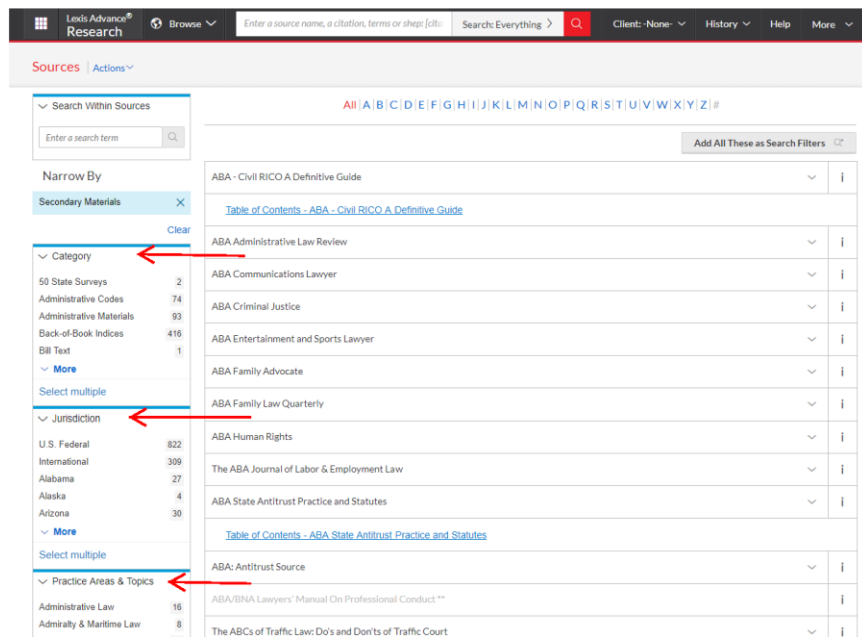 Lexis Advance®
Research
Browse
Enter a source name, a citation, terms or shep: [cita
Search: Everything
Client: -None-
History
Help
More
Sources
Actions
Search Within Sources
Enter a search term
Narrow By
Secondary Materials
Clear
Category
50 State Surveys 2
Administrative Codes 74
Administrative Materials 93
Back-of-Book Indices 416
Bill Text 1
More
Select multiple
Jurisdiction
U.S. Federal 822
International 309
Alabama 27
Alaska 4
Arizona 30
More
Select multiple
Practice Areas & Topics
Administrative Law 16
Admiralty & Maritime Law 8
All|A|B|C|D|E|F|G|H|I|J|K|L|M|N|O|P|Q|R|S|T|U|V|W|X|Y|Z|#
Add All These as Search Filters
ABA - Civil RICO A Definitive Guide
Table of Contents - ABA - Civil RICO A Definitive Guide
ABA Administrative Law Review
ABA Communications Lawyer
ABA Criminal Justice
ABA Entertainment and Sports Lawyer
ABA Family Advocate
ABA Family Law Quarterly
ABA Human Rights
The ABA Journal of Labor & Employment Law
ABA State Antitrust Practice and Statutes
Table of Contents - ABA State Antitrust Practice and Statutes
ABA: Antitrust Source
ABA/BNA Lawyers' Manual On Professional Conduct **
The ABCs of Traffic Law: Do's and Don'ts of Traffic Court